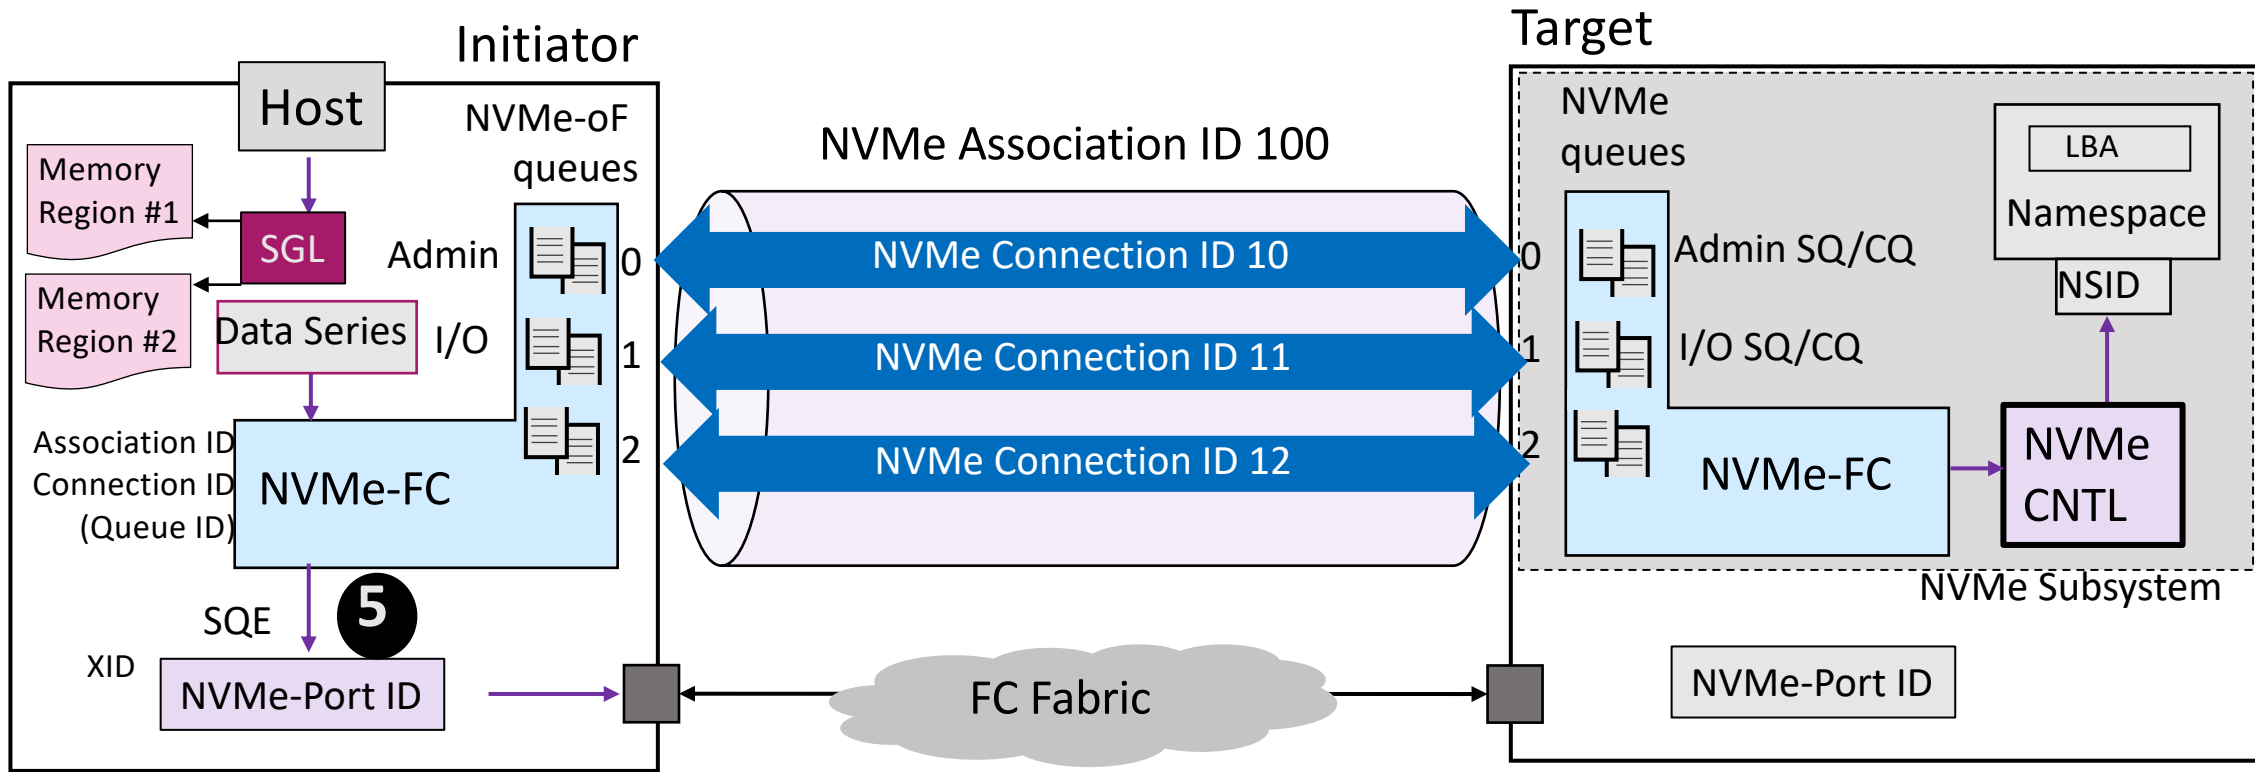 Initiator
Target
Host
NVMe-oF
queues
Memory
Region #1
SGL
Memory
Region #2
Data Series
Admin
I/O
0
1
2
Association ID
Connection ID
(Queue ID)
NVMe-FC
SQE
5
XID
NVMe-Port ID
NVMe Association ID 100
NVMe Connection ID 10
NVMe Connection ID 11
NVMe Connection ID 12
FC Fabric
NVMe
queues
0
1
2
Admin SQ/CQ
I/O SQ/CQ
NVMe-FC
LBA
Namespace
NSID
NVMe
CNTL
NVMe Subsystem
NVMe-Port ID